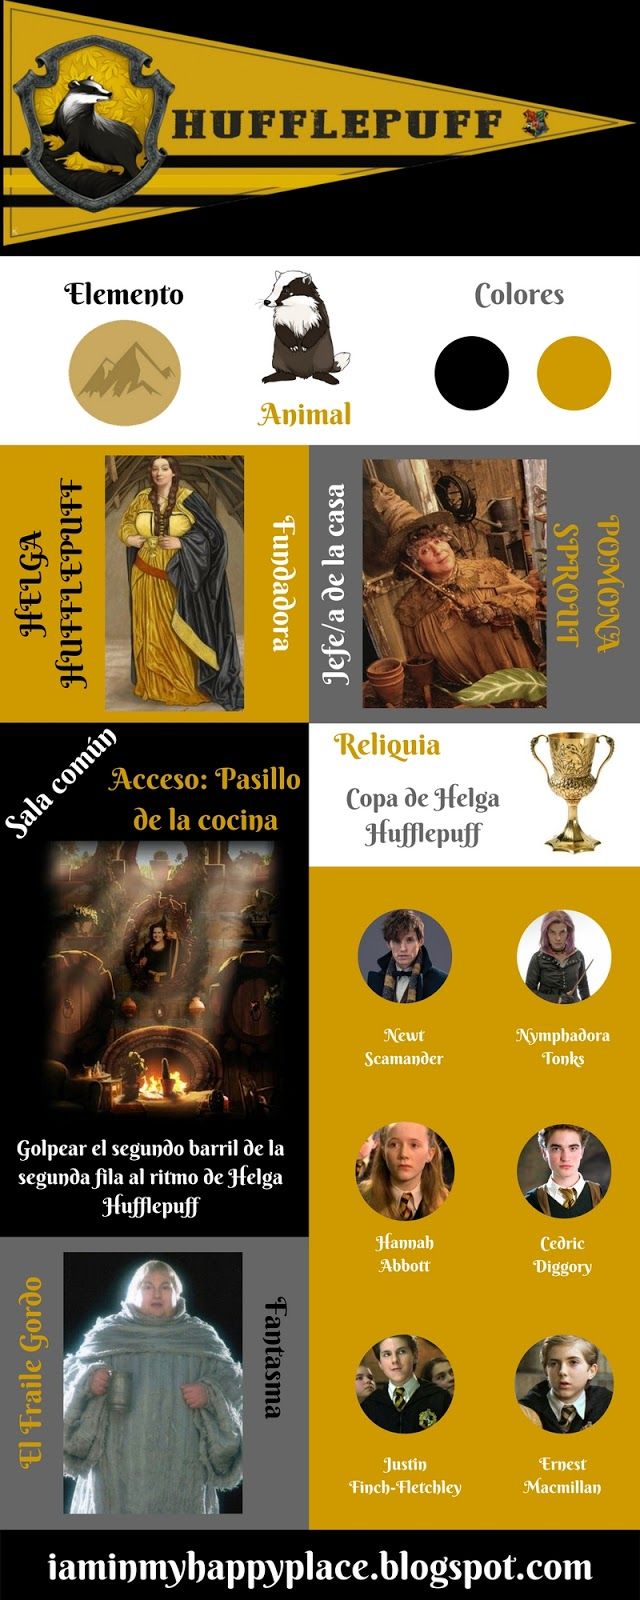 HUFFLEPUFF
Elemento
Animal
Colores
HELGA
HUFFLEPUFF
Fundadora
Jefe/a de la casa
POMONA
SPROUT
Sala común
Acceso: Pasillo
de la cocina
Golpear el segundo barril de la
segunda fila al ritmo de Helga
Hufflepuff
Reliquia
Copa de Helga
Hufflepuff
Newt
Scamander
Nymphadora
Tonks
Hannah
Abbott
Cedric
Diggory
Justin
Finch-Fletchley
Ernest
Macmillan
El Fraile Gordo
Fantasma
iaminmyhappyplace.blogspot.com